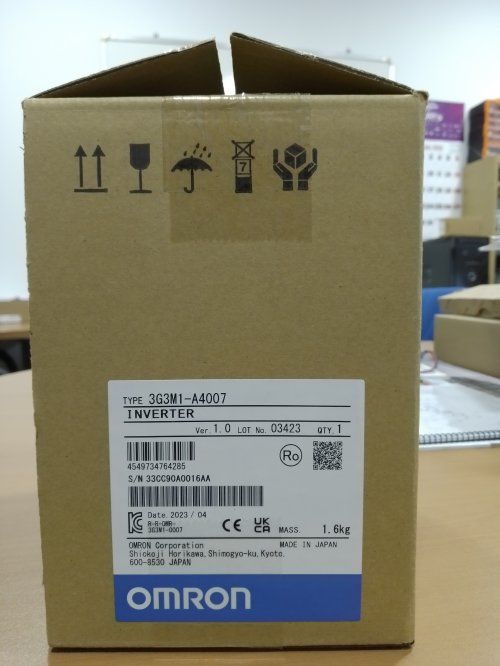 7
TYPE 3G3M1-A4007
INVERTER
Ver.1.0 LOT No. 03423 QTY.1
4549734764285
Ro
S/N 33CC90A0016AA
Date. 2023 / 04
R-R-OMR-
3G3M1-0007
CE UK CA MASS. 1.6kg
OMRON Corporation MADE IN JAPAN
Shiokoji Horikawa, Shimogyo-ku, Kyoto,
600-8530 JAPAN
OMRON